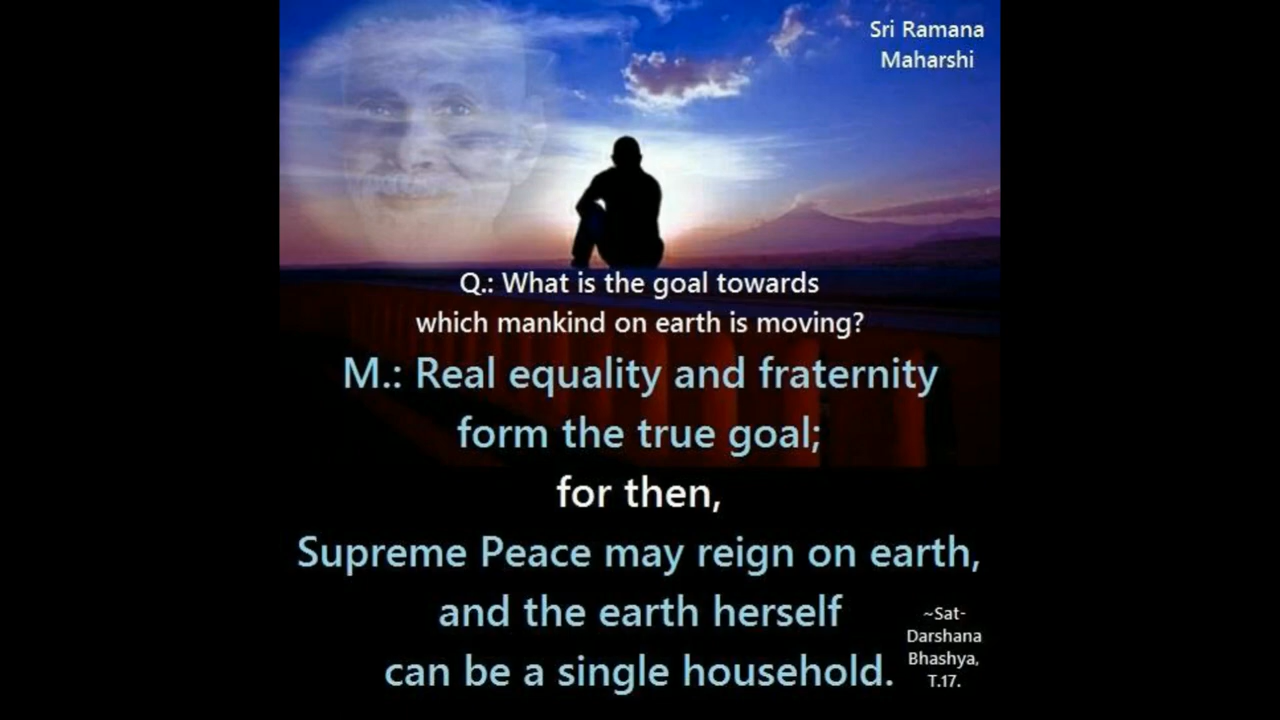 Sri Ramana
Maharshi
Q.: What is the goal towards
which mankind on earth is moving?
M.: Real equality and fraternity
form the true goal;
for then,
Supreme Peace may reign on earth,
and the earth herself
can be a single household.
~Sat-
Darshana
Bhashya,
T.17.